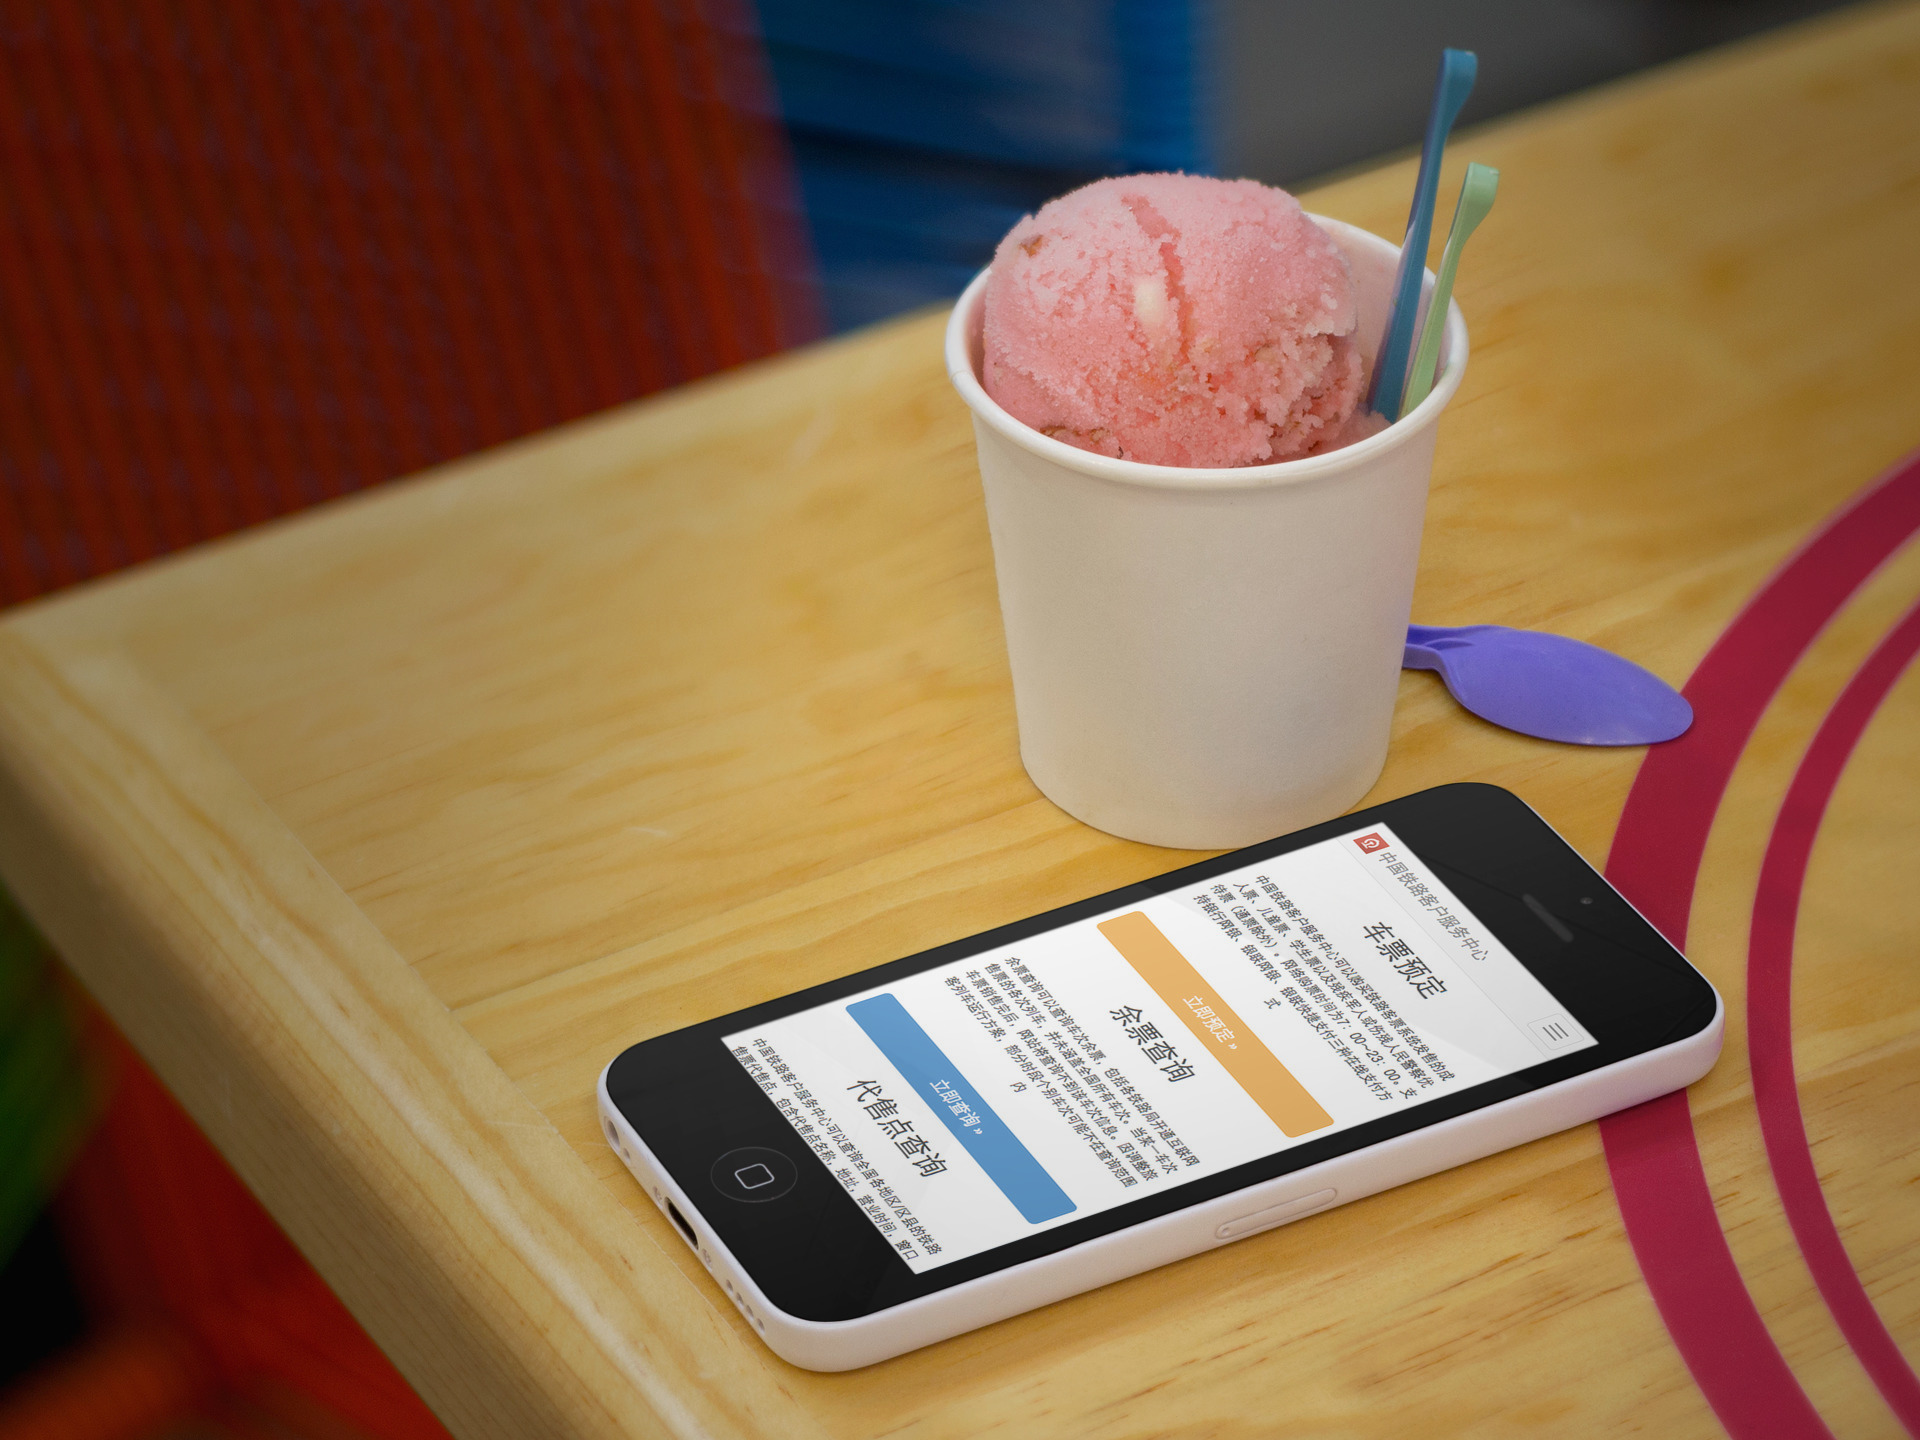 中国铁路客户服务中心
车票预定
中国铁路客户服务中心可以购买铁路客票系统发售的成
人票、儿童票、学生票以及残疾军人或伤残人民警察优
待票（通票除外）。网络购票时间为7：00~23：00。支
持银行网银、银联网银、银联快捷支付三种在线支付方
式
立即预定 »
余票查询
余票查询可以查询车次余票，包括各铁路局开通互联网
售票的各次列车，并未涵盖全国所有车次。当某一车次
车票销售完后，网站将查询不到该车次信息。因调整旅
客列车运行方案，部分时段个别车次可能不在查询范围
内
立即查询 »
代售点查询
中国铁路客户服务中心可以查询全国各地区/区县的铁路
售票代售点，包含代售点名称，地址，营业时间，窗口